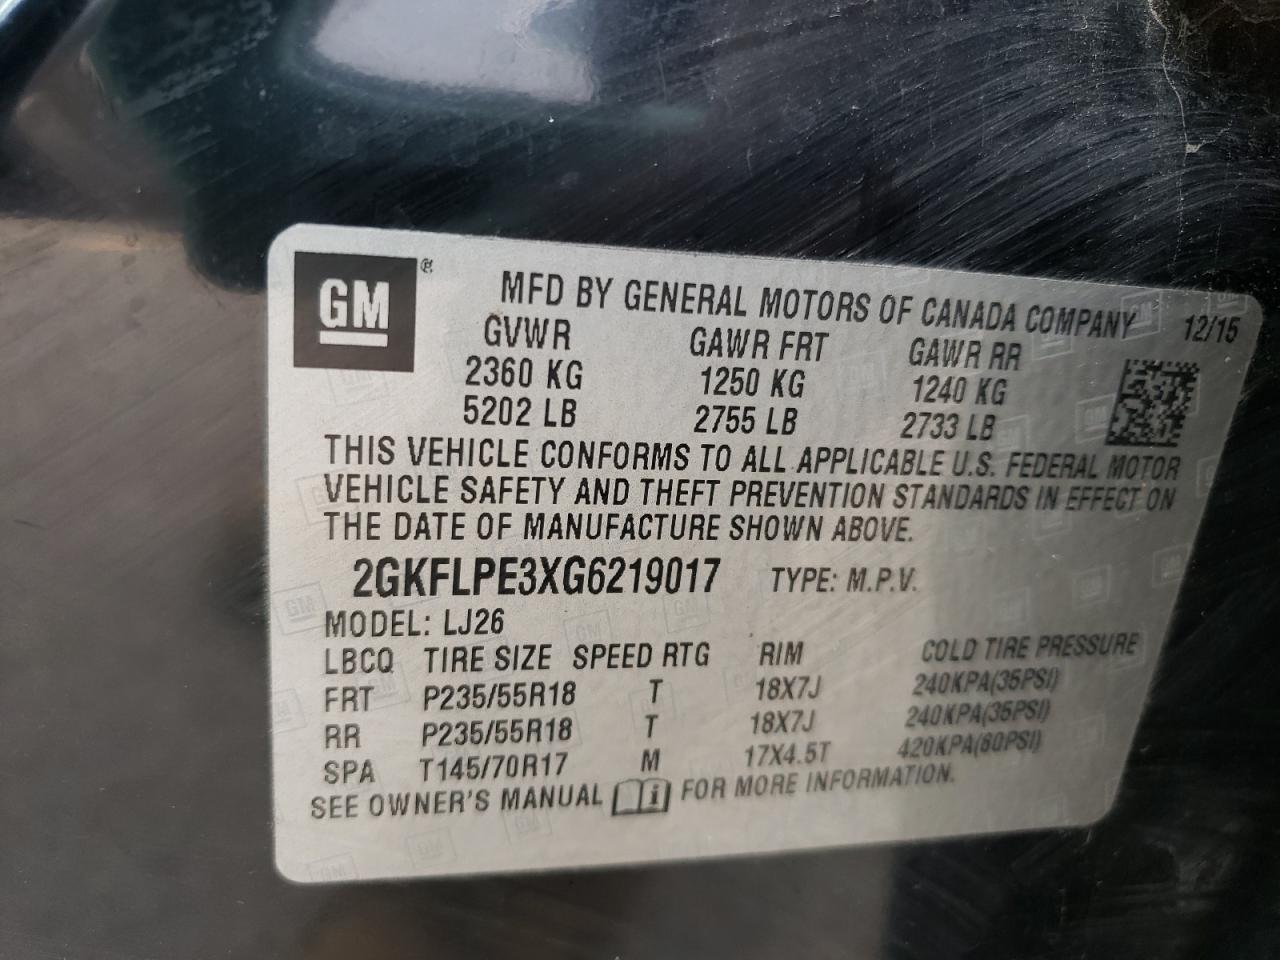 GM ®
MFD BY GENERAL MOTORS OF CANADA COMPANY 12/15
GVWR GAWR FRT GAWR RR
2360 KG 1250 KG 1240 KG
5202 LB 2755 LB 2733 LB
THIS VEHICLE CONFORMS TO ALL APPLICABLE U.S. FEDERAL MOTOR
VEHICLE SAFETY AND THEFT PREVENTION STANDARDS IN EFFECT ON
THE DATE OF MANUFACTURE SHOWN ABOVE.
2GKFLPE3XG6219017 TYPE: M.P.V.
MODEL: LJ26
LBCQ TIRE SIZE SPEED RTG RIM COLD TIRE PRESSURE
FRT P235/55R18 T 18X7J 240KPA(35PSI)
RR P235/55R18 T 18X7J 240KPA(35PSI)
SPA T145/70R17 M 17X4.5T 420KPA(60PSI)
SEE OWNER'S MANUAL i FOR MORE INFORMATION.